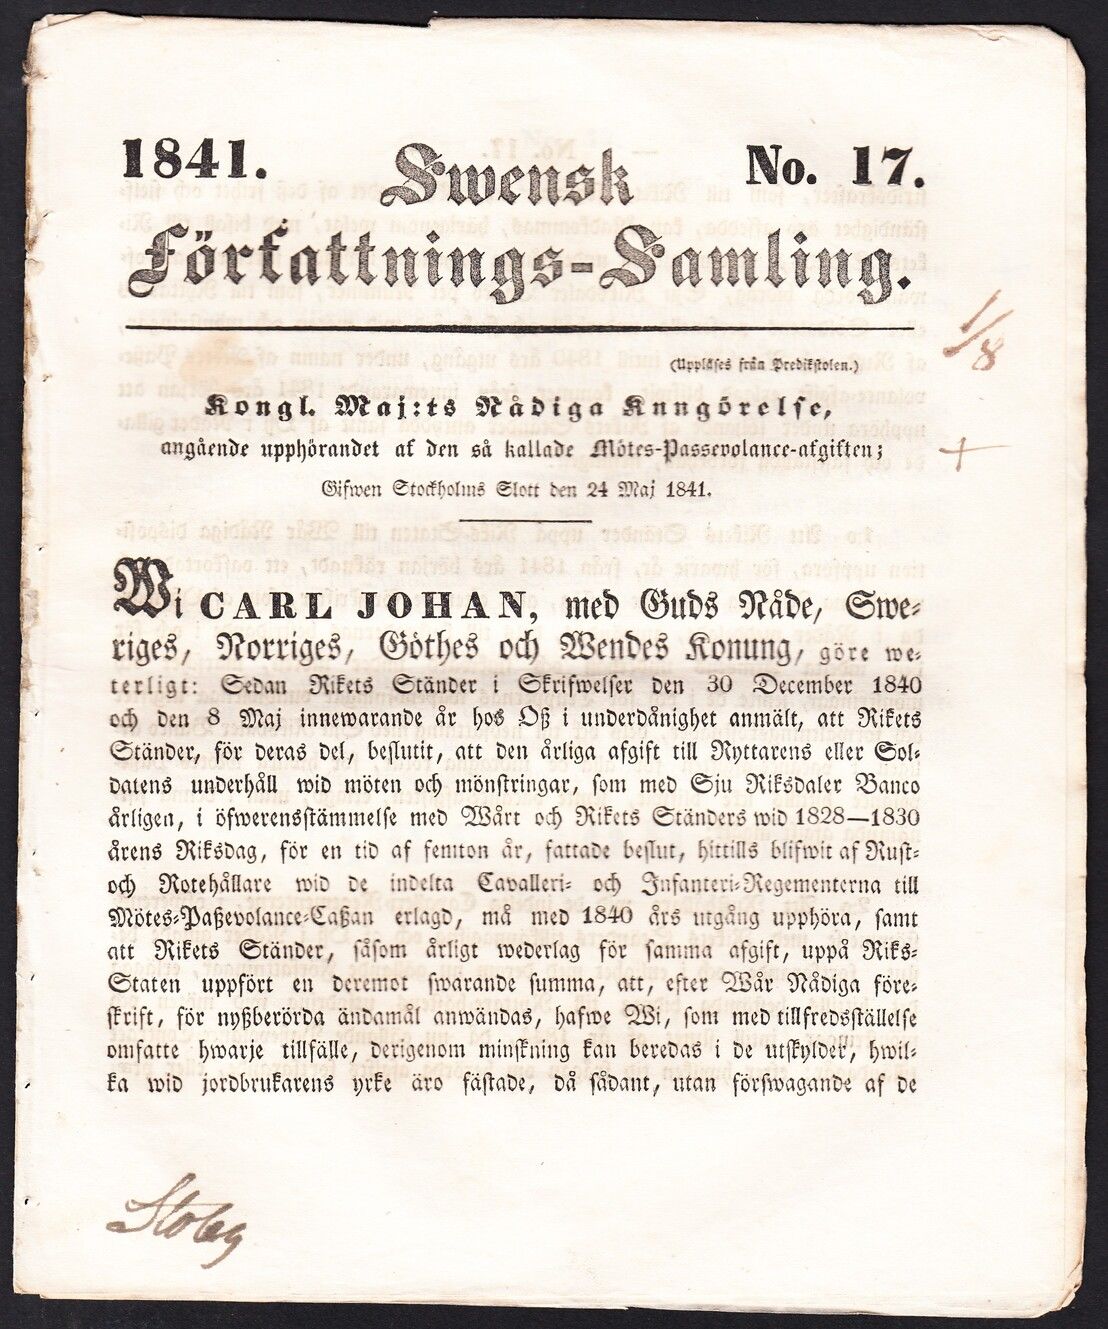 1841. Swensk No. 17.
Författnings-Samling.
1/8
(Uppläses från Predikstolen.)
Kongl. Maj:ts Nådiga Kungörelse,
angående upphörandet af den så kallade Mötes-Passevolance-afgiften;
+
Gifwen Stockholms Slott den 24 Maj 1841.
Wi CARL JOHAN, med Guds Nåde, Swe-
riges, Norriges, Göthes och Wendes Konung, göre we-
terligt: Sedan Rikets Ständer i Skrifwelser den 30 December 1840
och den 8 Maj innewarande år hos Oß i underdånighet anmält, att Rikets
Ständer, för deras del, beslutit, att den årliga afgift till Ryttarens eller Sol-
datens underhåll wid möten och mönstringar, som med Sju Riksdaler Banco
årligen, i öfwerensstämmelse med Wårt och Rikets Ständers wid 1828—1830
årens Riksdag, för en tid af femton år, fattade beslut, hittills blifwit af Rust-
och Rotehållare wid de indelta Cavalleri- och Infanteri-Regementerna till
Mötes-Paßevolance-Caßan erlagd, må med 1840 års utgång upphöra, samt
att Rikets Ständer, såsom årligt wederlag för samma afgift, uppå Riks-
Staten uppfört en deremot swarande summa, att, efter Wår Nådiga före-
skrift, för nyßberörda ändamål anwändas, hafwe Wi, som med tillfredsställelse
omfatte hwarje tillfälle, derigenom minskning kan beredas i de utskylder, hwil-
ka wid jordbrukarens yrke äro fästade, då sådant, utan förswagande af de
Stoby